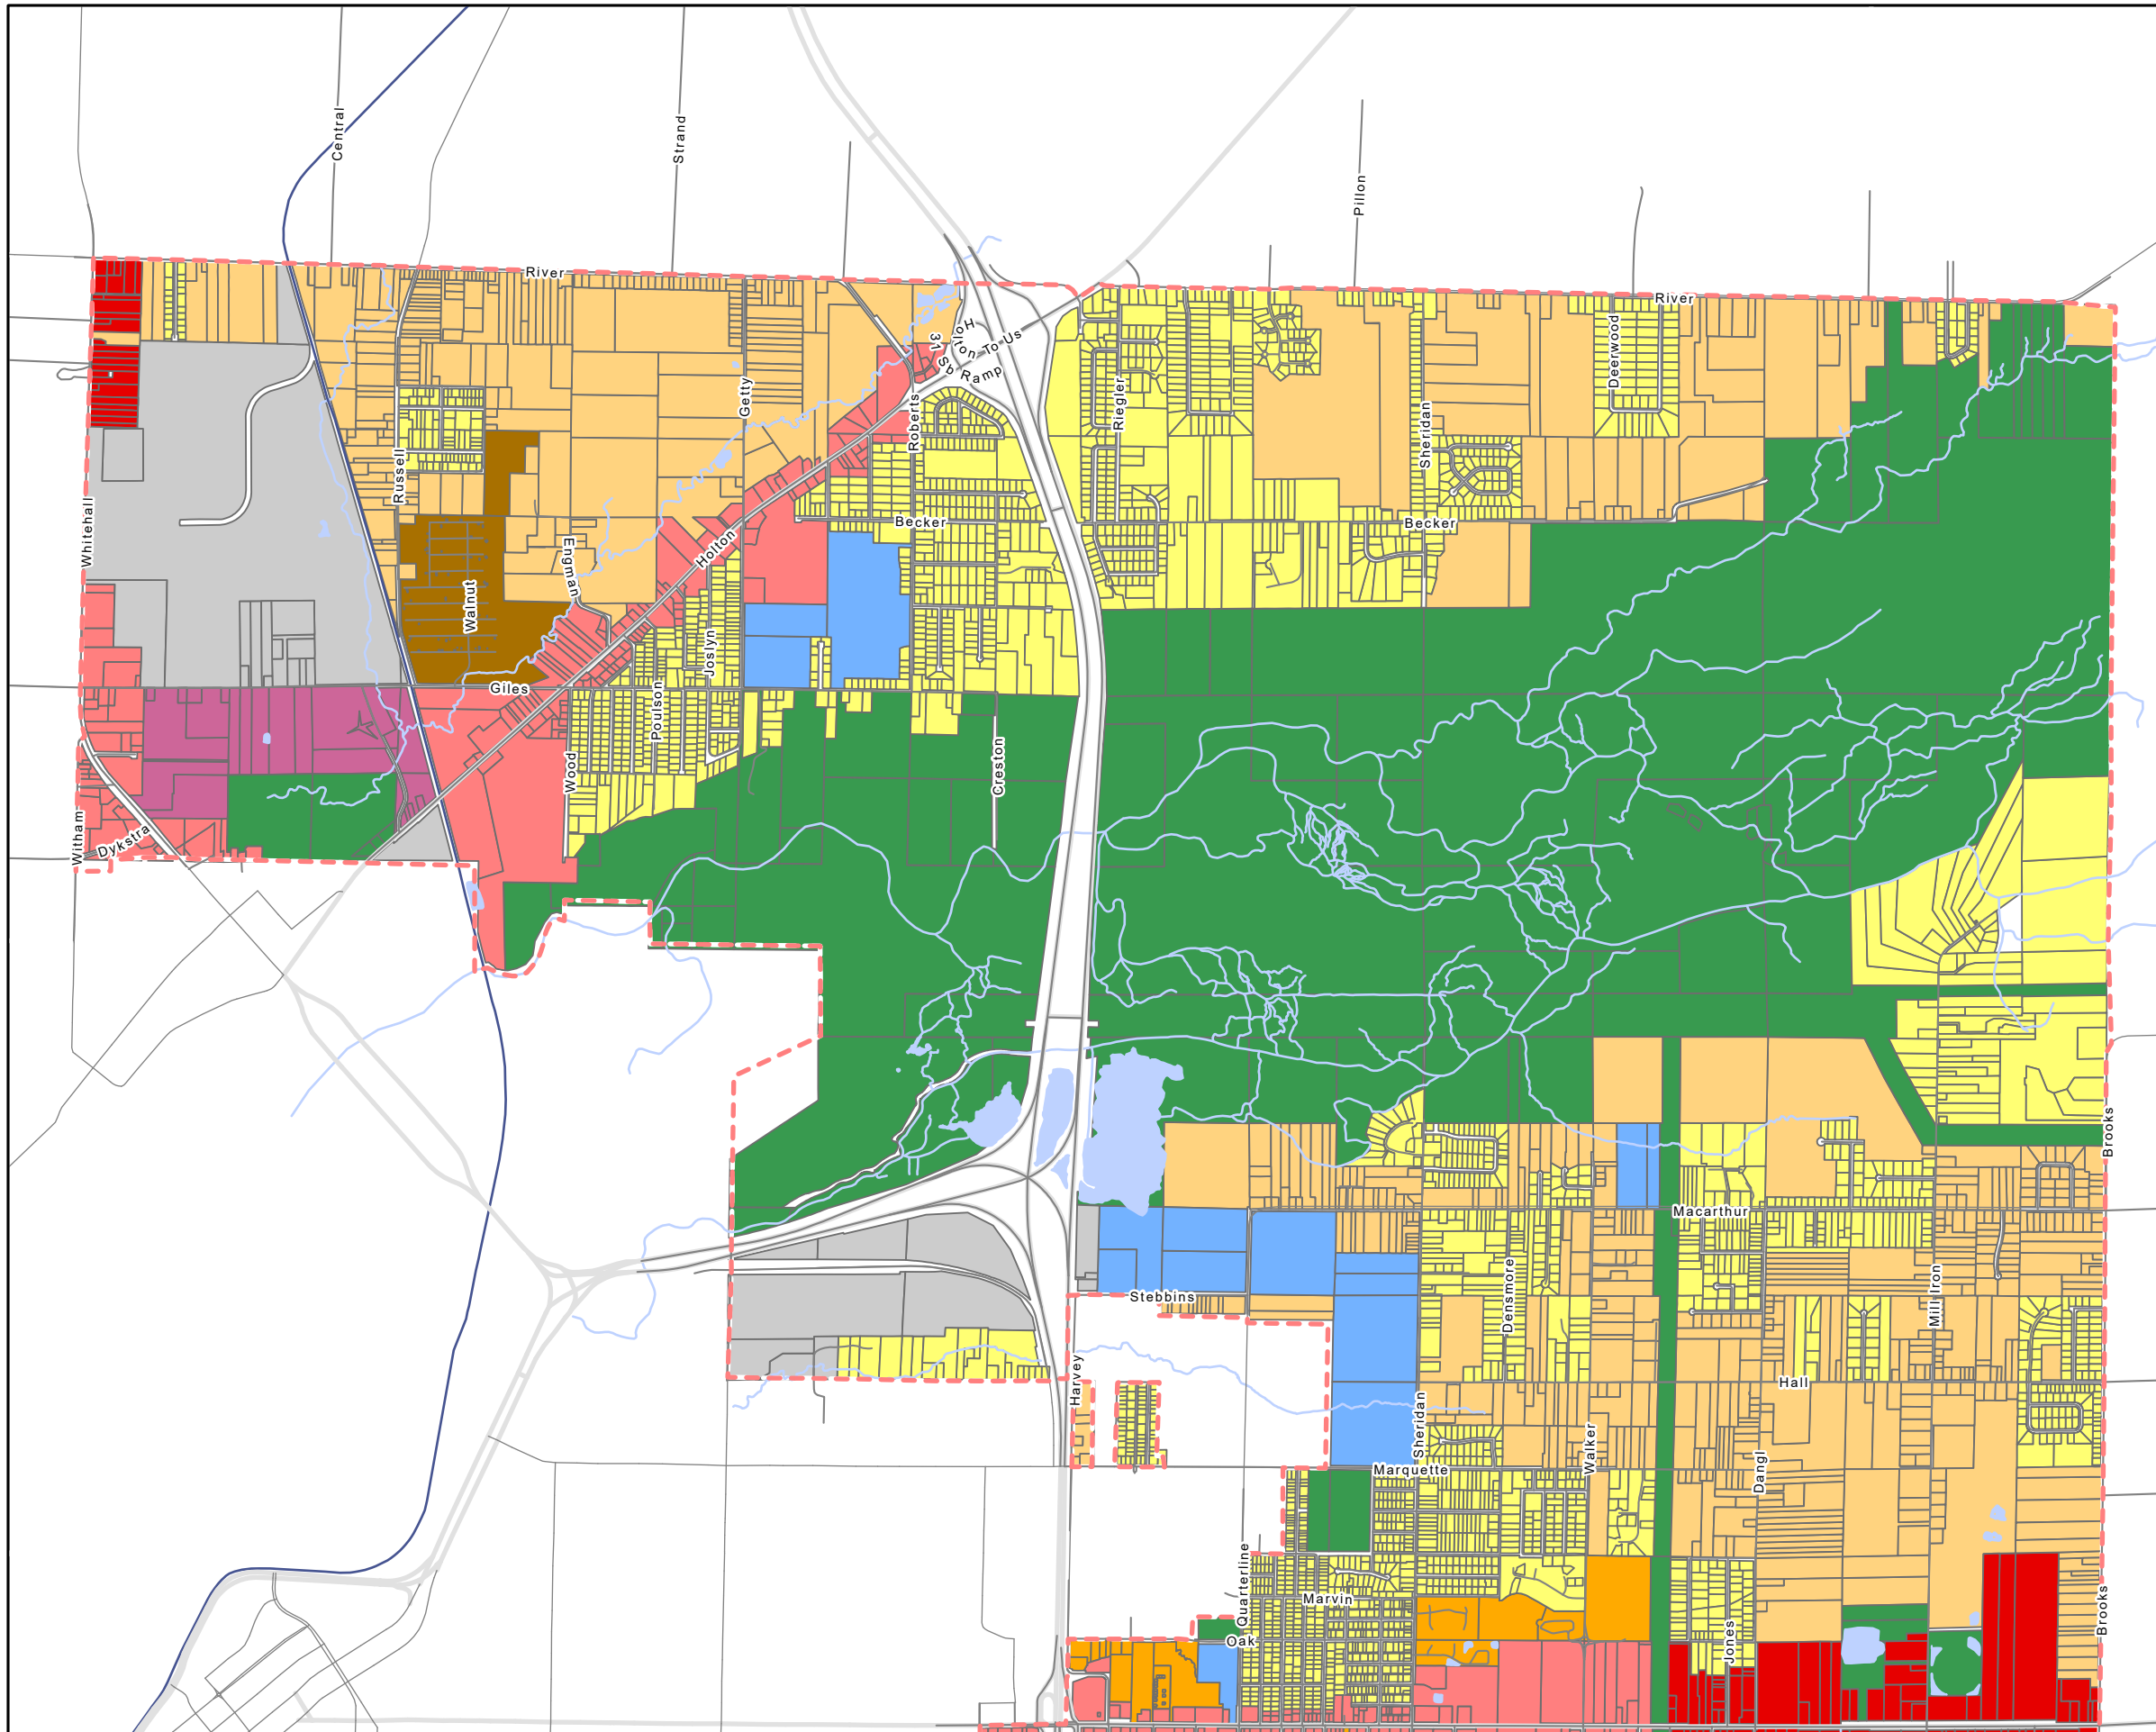 Central
Strand
Pillon
River
River
Holton To Us
31 Sb Ramp
Deerwood
Getty
Riegler
Roberts
Sheridan
Russell
Whitehall
Becker
Becker
Holton
Engman
Walnut
Joslyn
Giles
Poulson
Wood
Creston
Witham
Dykstra
Brooks
Macarthur
Densmore
Mill Iron
Stebbins
Harvey
Hall
Sheridan
Walker
Dangl
Marquette
Quarterline
Marvin
Brooks
Oak
Jones